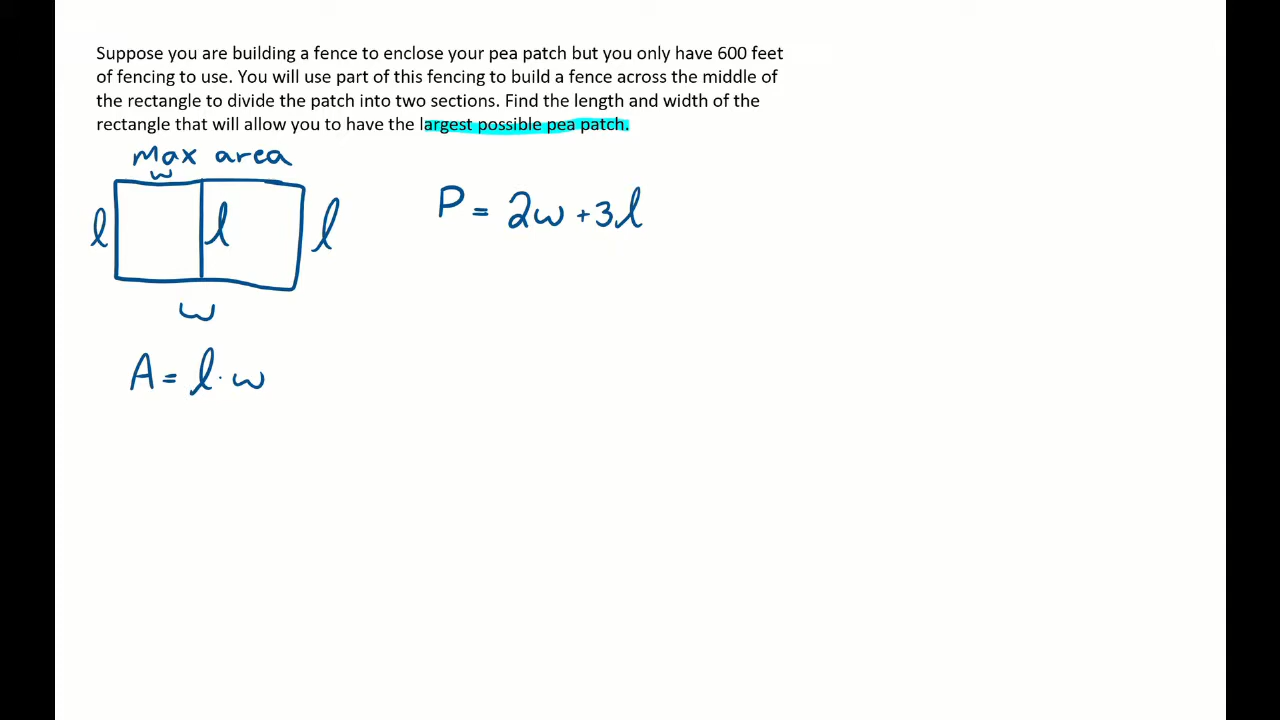 Suppose you are building a fence to enclose your pea patch but you only have 600 feet
of fencing to use. You will use part of this fencing to build a fence across the middle of
the rectangle to divide the patch into two sections. Find the length and width of the
rectangle that will allow you to have the largest possible pea patch.
Max area
w
l l l
P = 2w + 3l
w
A = l · w